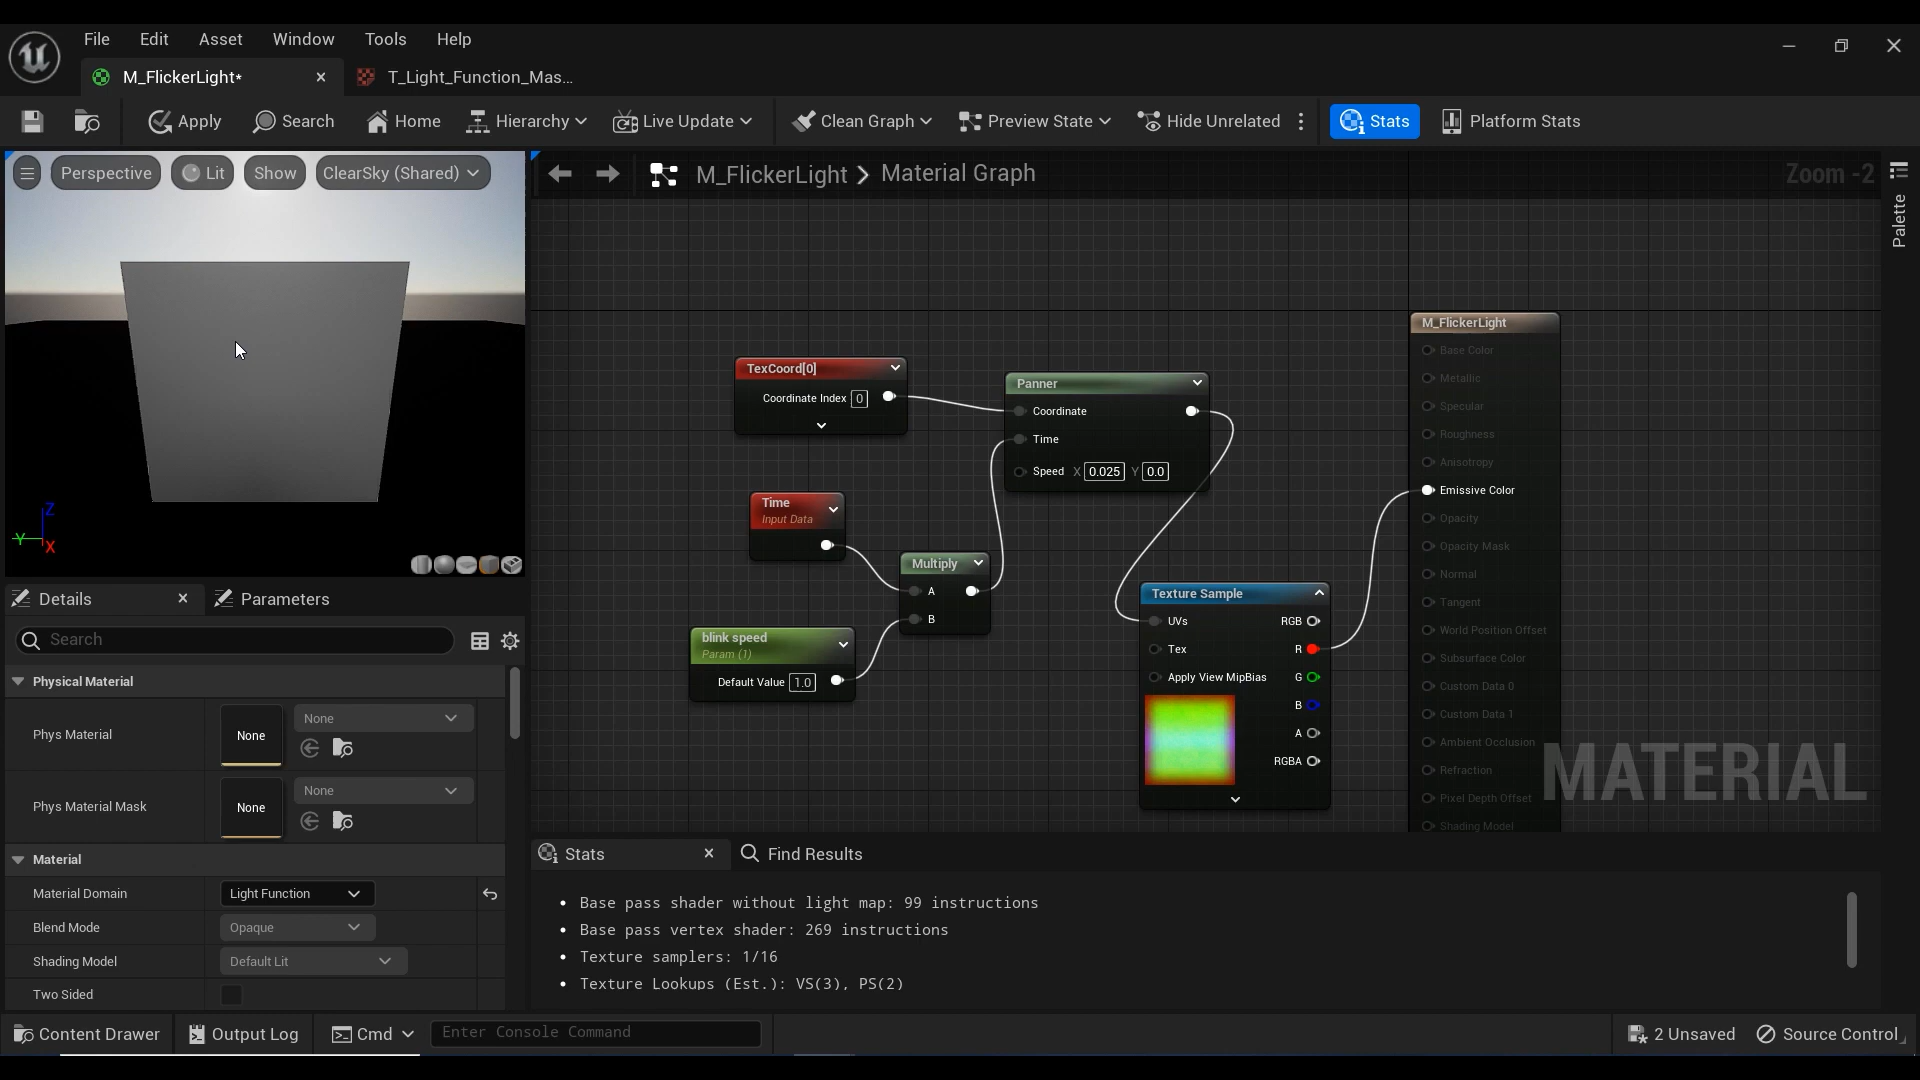 File Edit Asset Window Tools Help
M_FlickerLight* T_Light_Function_Mas...
Apply Search Home Hierarchy Live Update Clean Graph Preview State Hide Unrelated Stats Platform Stats
Perspective Lit Show ClearSky (Shared)
M_FlickerLight Material Graph Zoom -2
Palette
Z
Y
X
TexCoord[0]
Coordinate Index 0
Panner
Coordinate
Time
Speed X 0.025 Y 0.0
Time
Input Data
Multiply
A
B
blink speed
Param (1)
Default Value 1.0
Texture Sample
UVs RGB
Tex R
Apply View MipBias G
B
A
RGBA
M_FlickerLight
Base Color
Metallic
Specular
Roughness
Anisotropy
Emissive Color
Opacity
Opacity Mask
Normal
Tangent
World Position Offset
Subsurface Color
Custom Data 0
Custom Data 1
Ambient Occlusion
Refraction
Pixel Depth Offset
Shading Model
MATERIAL
Details Parameters
Search
Physical Material
Phys Material None None
Phys Material Mask None None
Material
Material Domain Light Function
Blend Mode Opaque
Shading Model Default Lit
Two Sided
Stats Find Results
• Base pass shader without light map: 99 instructions
• Base pass vertex shader: 269 instructions
• Texture samplers: 1/16
• Texture Lookups (Est.): VS(3), PS(2)
Content Drawer Output Log Cmd Enter Console Command 2 Unsaved Source Control